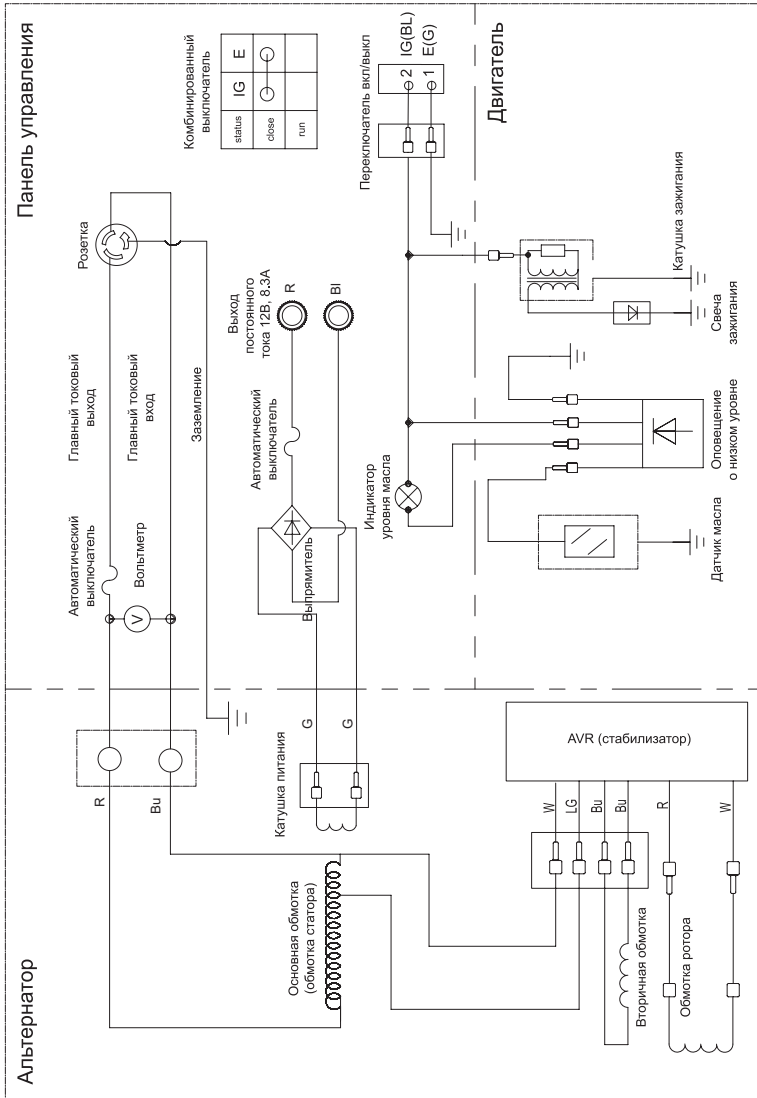 Панель управления
Комбинированный
выключатель
status IG E
close
run
Переключатель вкл/выкл
2 IG(BL)
1 E(G)
Розетка
Главный токовый
выход
Главный токовый
вход
Заземление
Автоматический
выключатель
Вольтметр
V
Выход
постоянного
тока 12В, 8.3А
R
Bl
Автоматический
выключатель
Выпрямитель
Индикатор
уровня масла
Двигатель
Катушка зажигания
Свеча
зажигания
Оповещение
о низком уровне
Датчик масла
Альтернатор
R
Bu
Катушка питания
G
G
Основная обмотка
(обмотка статора)
AVR (стабилизатор)
W
LG
Bu
Bu
R
W
Вторичная обмотка
Обмотка ротора